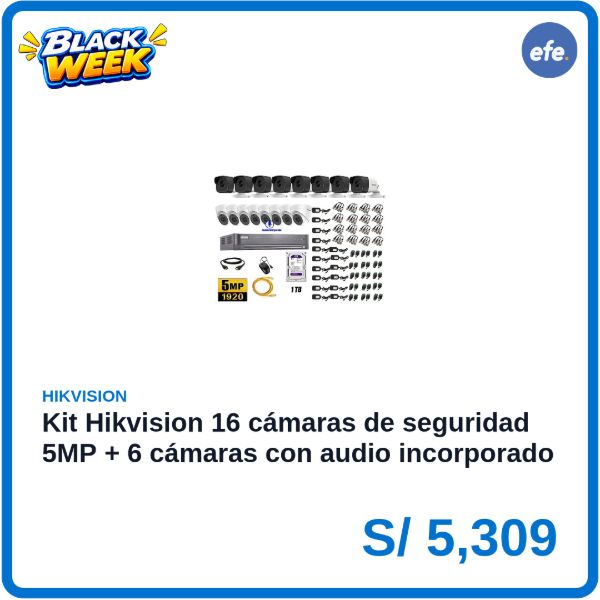 BLACK
WEEK
efe.
5MP
1920
1 TB
HIKVISION
Kit Hikvision 16 cámaras de seguridad
5MP + 6 cámaras con audio incorporado
S/ 5,309